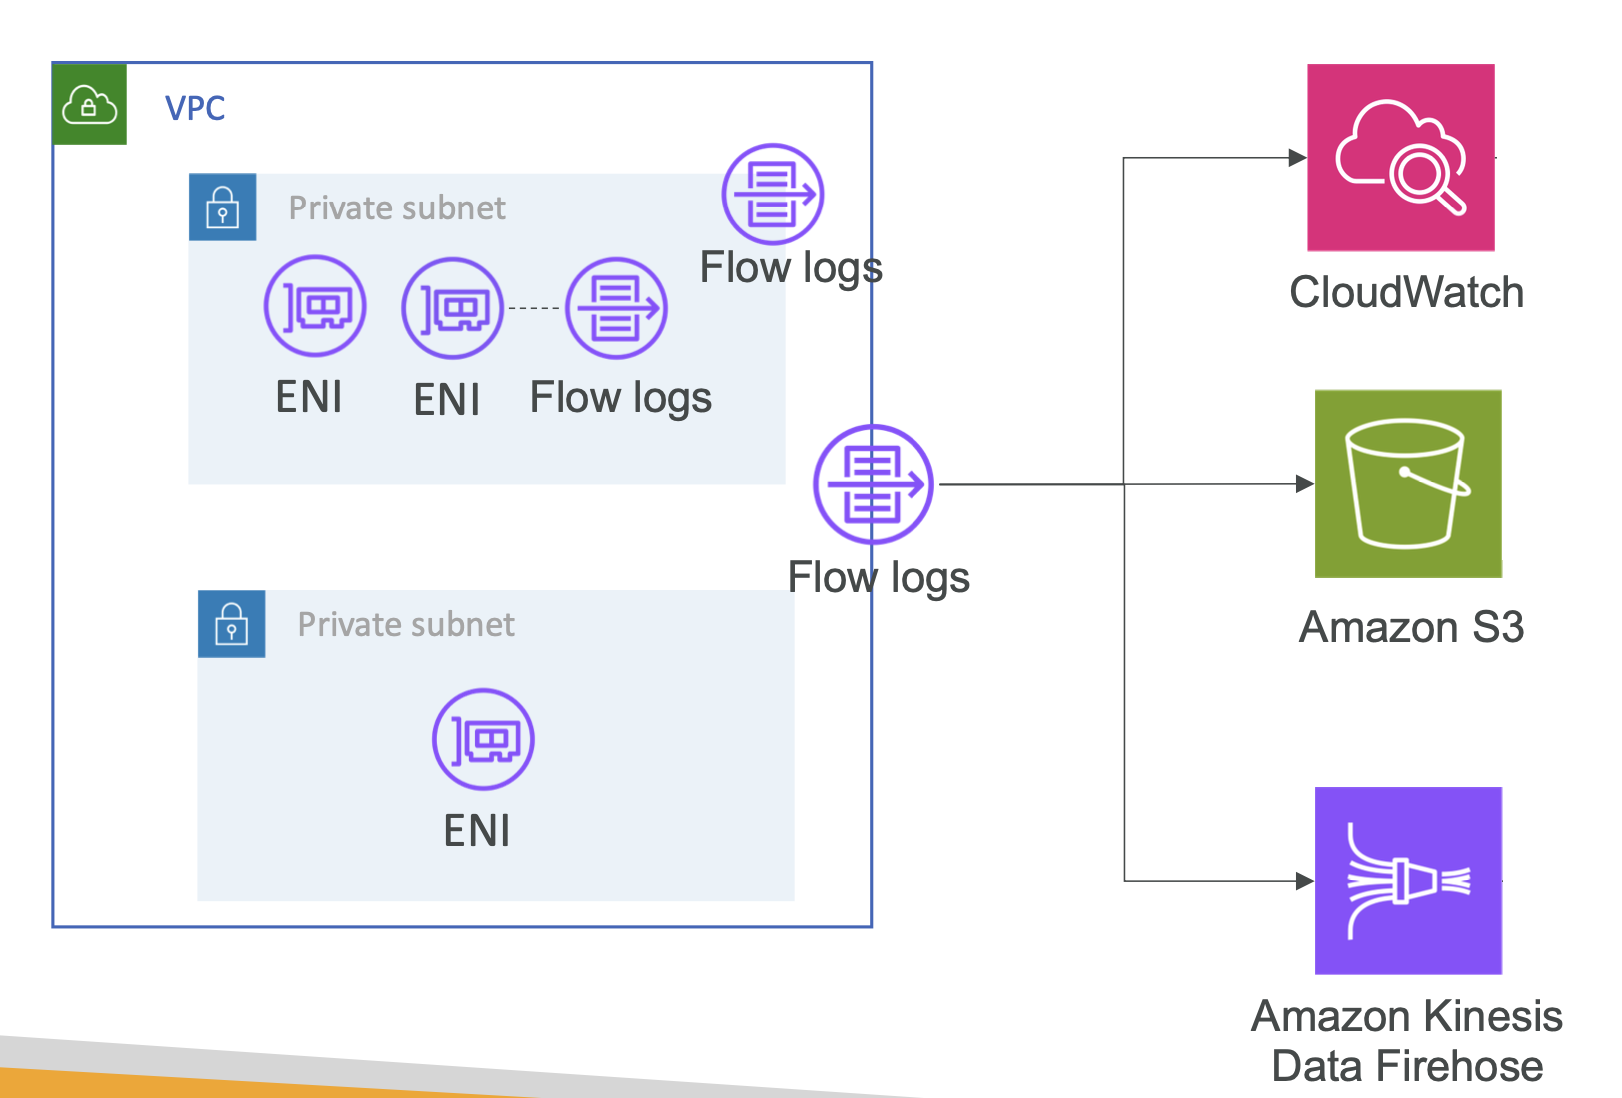 VPC
Private subnet
Flow logs
ENI
ENI
Flow logs
Flow logs
Private subnet
ENI
CloudWatch
Amazon S3
Amazon Kinesis
Data Firehose